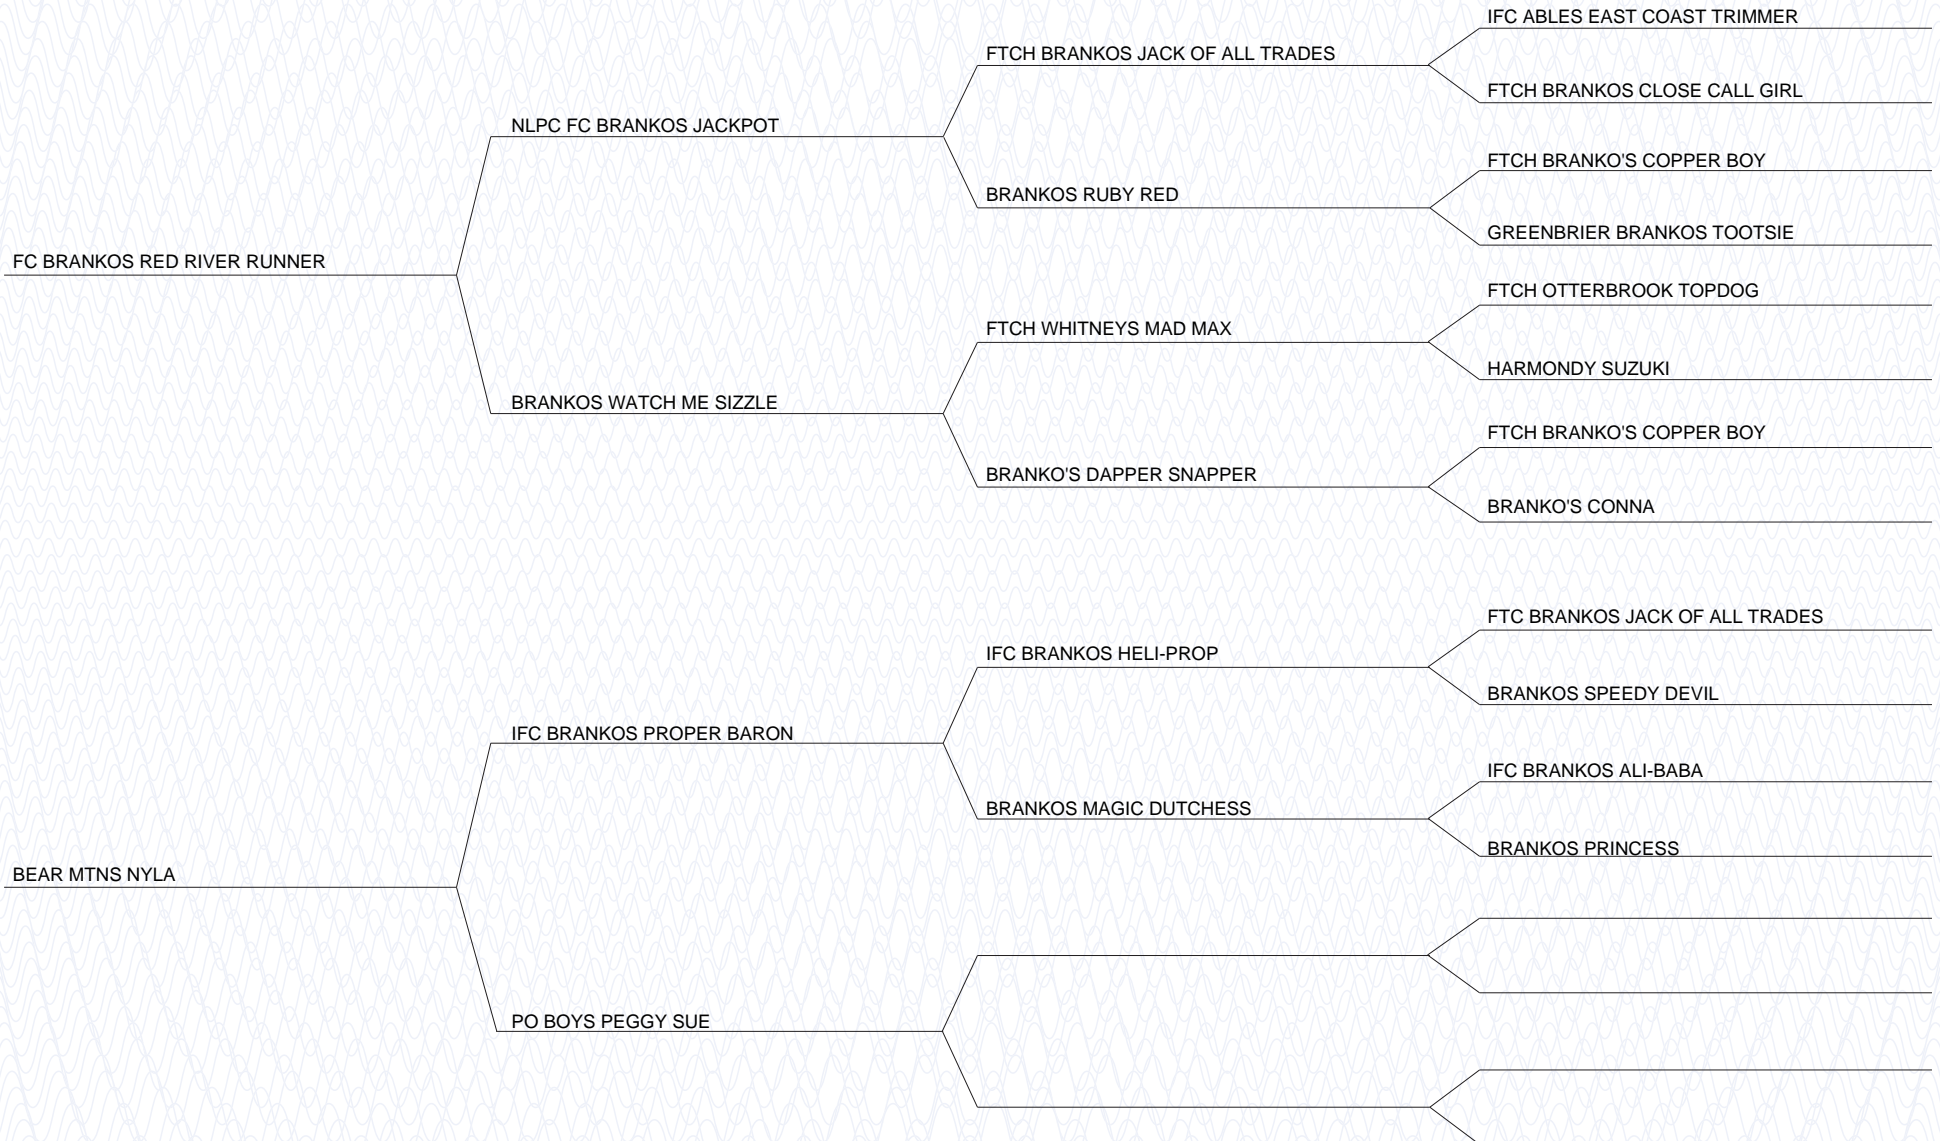 IFC ABLES EAST COAST TRIMMER
FTCH BRANKOS JACK OF ALL TRADES
FTCH BRANKOS CLOSE CALL GIRL
NLPC FC BRANKOS JACKPOT
FTCH BRANKO'S COPPER BOY
BRANKOS RUBY RED
GREENBRIER BRANKOS TOOTSIE
FC BRANKOS RED RIVER RUNNER
FTCH OTTERBROOK TOPDOG
FTCH WHITNEYS MAD MAX
HARMONDY SUZUKI
BRANKOS WATCH ME SIZZLE
FTCH BRANKO'S COPPER BOY
BRANKO'S DAPPER SNAPPER
BRANKO'S CONNA
FTC BRANKOS JACK OF ALL TRADES
IFC BRANKOS HELI-PROP
BRANKOS SPEEDY DEVIL
IFC BRANKOS PROPER BARON
IFC BRANKOS ALI-BABA
BRANKOS MAGIC DUTCHESS
BRANKOS PRINCESS
BEAR MTNS NYLA
PO BOYS PEGGY SUE